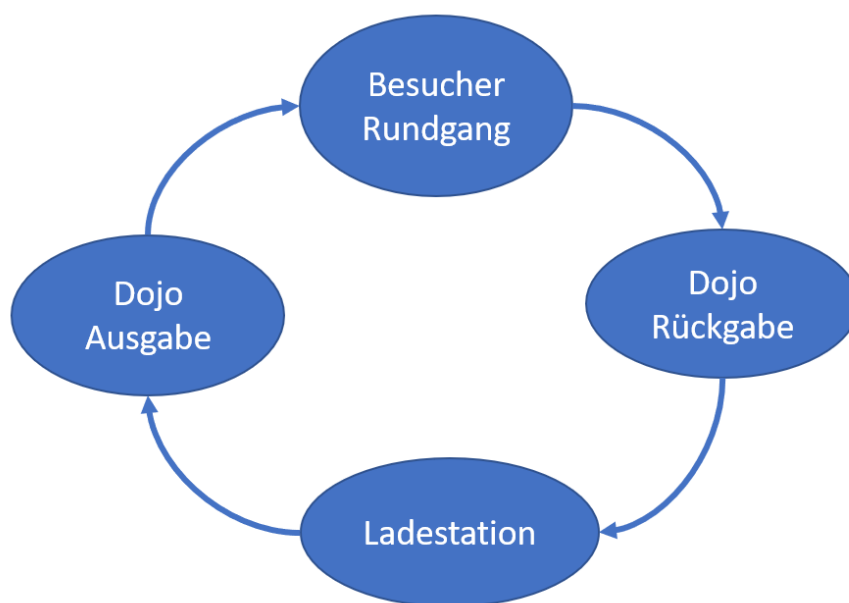 Besucher
Rundgang
Dojo
Ausgabe
Dojo
Rückgabe
Ladestation